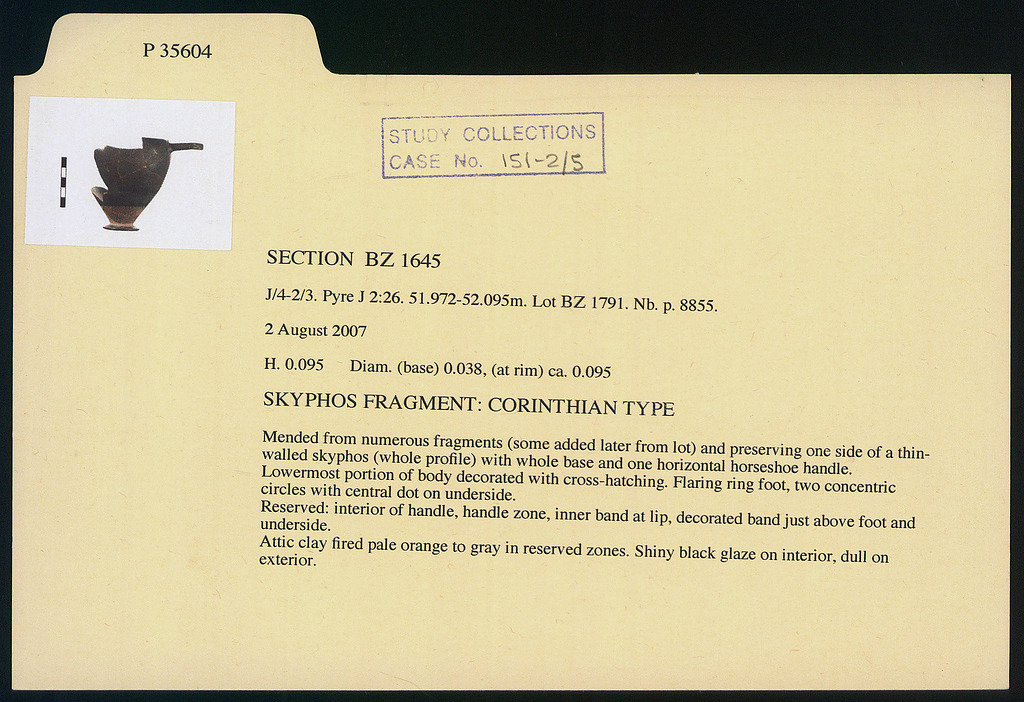 P 35604
STUDY COLLECTIONS
CASE No. 151-2/5
SECTION BZ 1645
J/4-2/3. Pyre J 2:26. 51.972-52.095m. Lot BZ 1791. Nb. p. 8855.
2 August 2007
H. 0.095 Diam. (base) 0.038, (at rim) ca. 0.095
SKYPHOS FRAGMENT: CORINTHIAN TYPE
Mended from numerous fragments (some added later from lot) and preserving one side of a thin-
walled skyphos (whole profile) with whole base and one horizontal horseshoe handle.
Lowermost portion of body decorated with cross-hatching. Flaring ring foot, two concentric
circles with central dot on underside.
Reserved: interior of handle, handle zone, inner band at lip, decorated band just above foot and
underside.
Attic clay fired pale orange to gray in reserved zones. Shiny black glaze on interior, dull on
exterior.